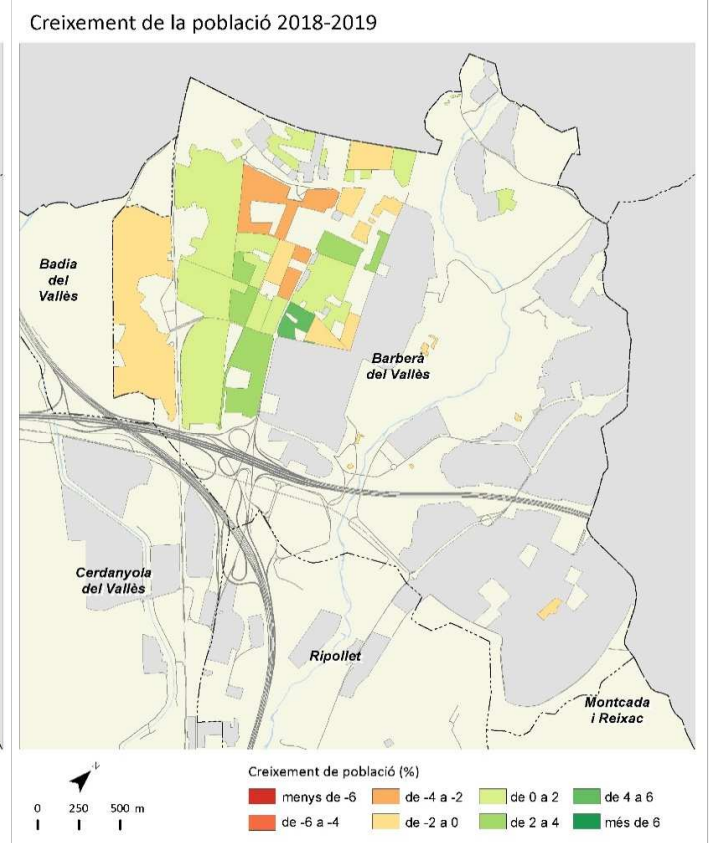 Creixement de la població 2018-2019
Badia
del
Vallès
Barberà
del Vallès
Cerdanyola
del Vallès
Ripollet
Montcada
i Reixac
N
0 250 500 m
Creixement de població (%)
menys de -6
de -4 a -2
de 0 a 2
de 4 a 6
de -6 a -4
de -2 a 0
de 2 a 4
més de 6